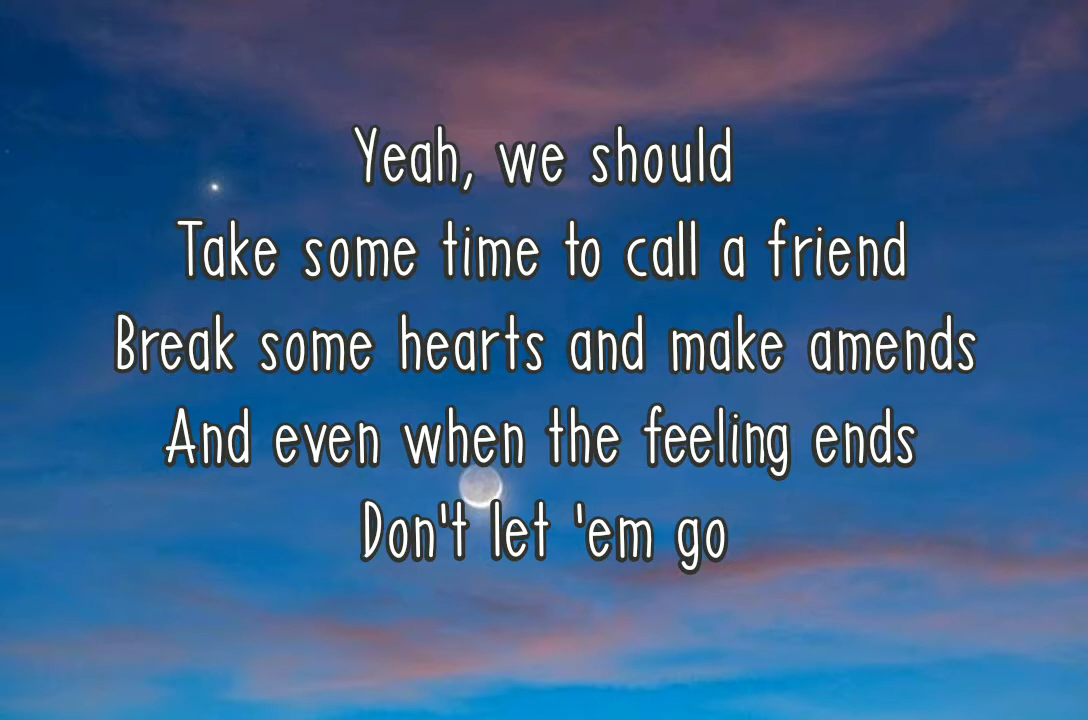 Yeah, we should
Take some time to call a friend
Break some hearts and make amends
And even when the feeling ends
Don't let 'em go